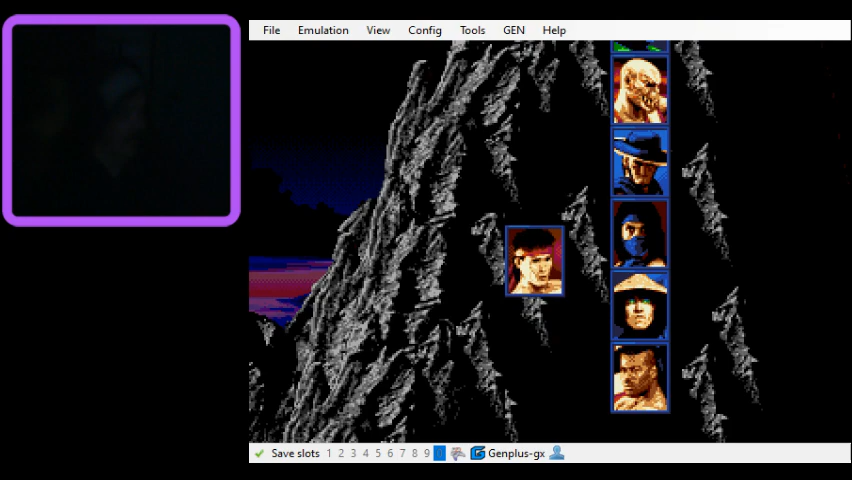 File Emulation View Config Tools GEN Help
Save slots 1 2 3 4 5 6 7 8 9 0 Genplus-gx